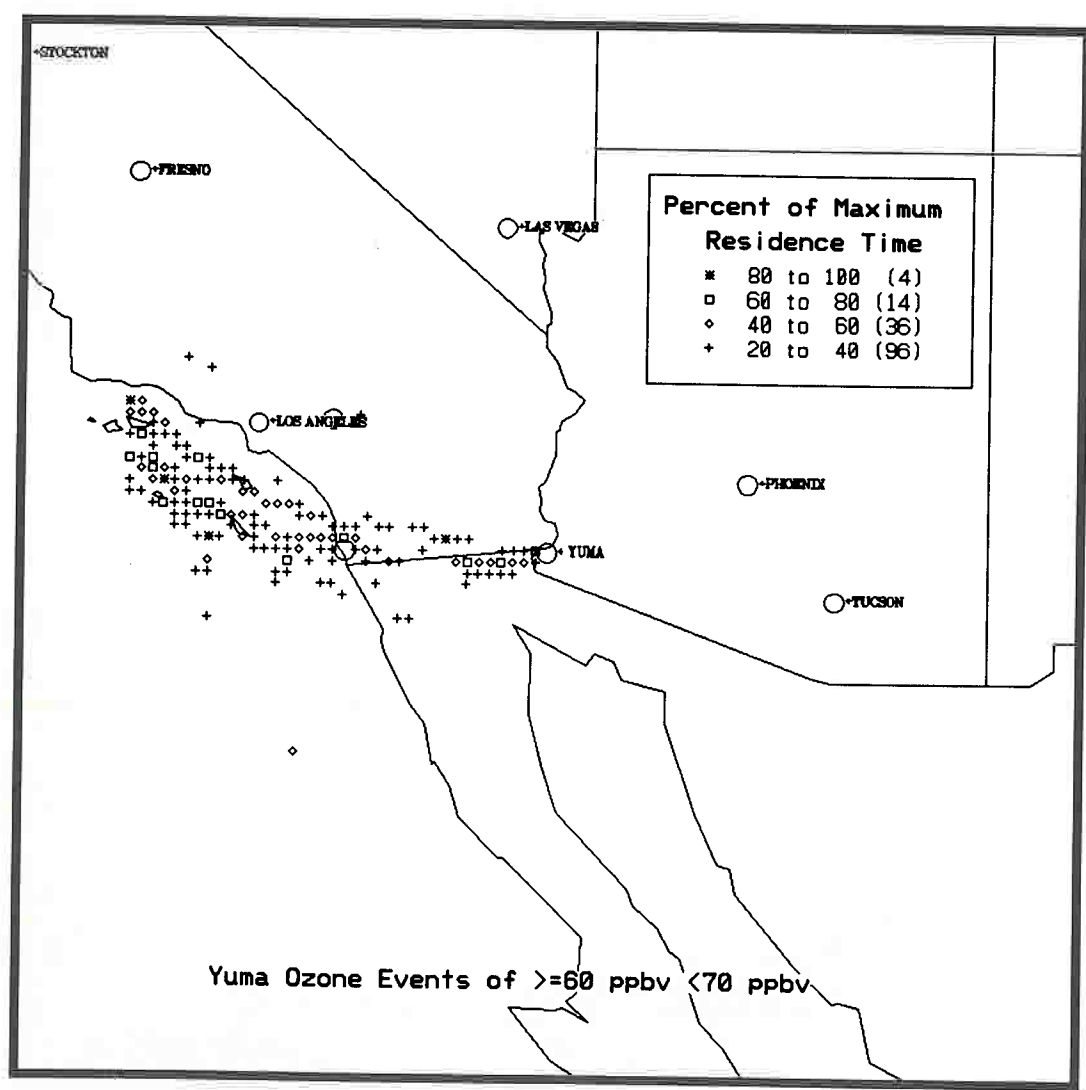 +STOCKTON
+FRESNO
+LAS VEGAS
Percent of Maximum
Residence Time
* 80 to 100 (4)
□ 60 to 80 (14)
◇ 40 to 60 (36)
+ 20 to 40 (96)
+LOS ANGELES
+PHOENIX
+ YUMA
+TUCSON
Yuma Ozone Events of >=60 ppbv <70 ppbv